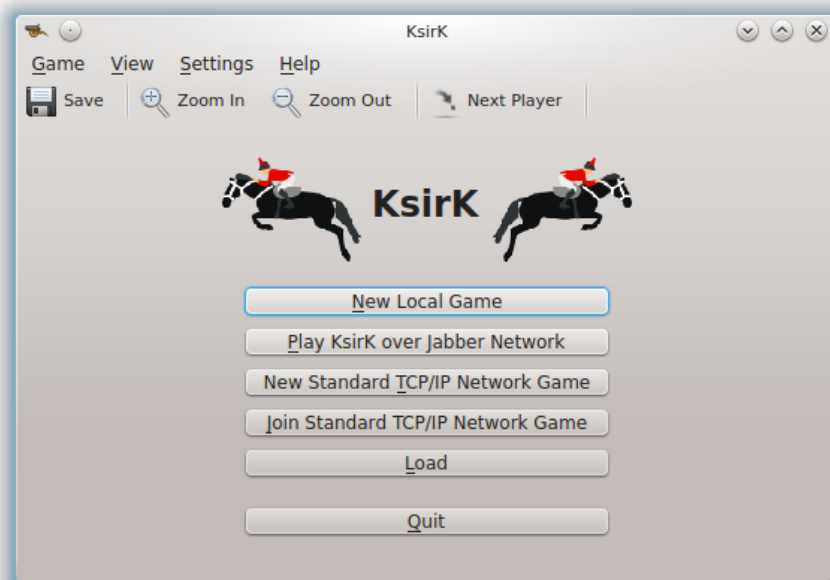 KsirK
Game View Settings Help
Save Zoom In Zoom Out Next Player
KsirK
New Local Game
Play KsirK over Jabber Network
New Standard TCP/IP Network Game
Join Standard TCP/IP Network Game
Load
Quit